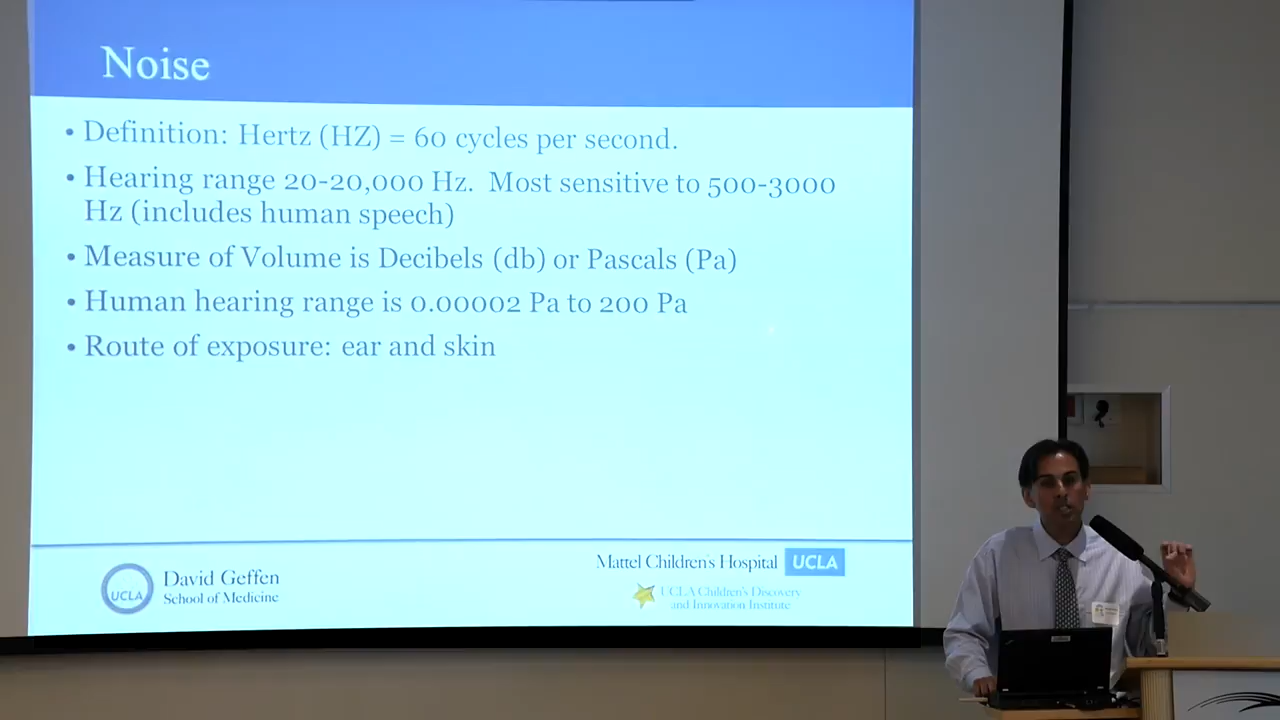 Noise
• Definition: Hertz (HZ) = 60 cycles per second.
• Hearing range 20-20,000 Hz. Most sensitive to 500-3000
Hz (includes human speech)
• Measure of Volume is Decibels (db) or Pascals (Pa)
• Human hearing range is 0.00002 Pa to 200 Pa
• Route of exposure: ear and skin
UCLA
David Geffen
School of Medicine
Mattel Children's Hospital UCLA
UCLA Children's Discovery
and Innovation Institute